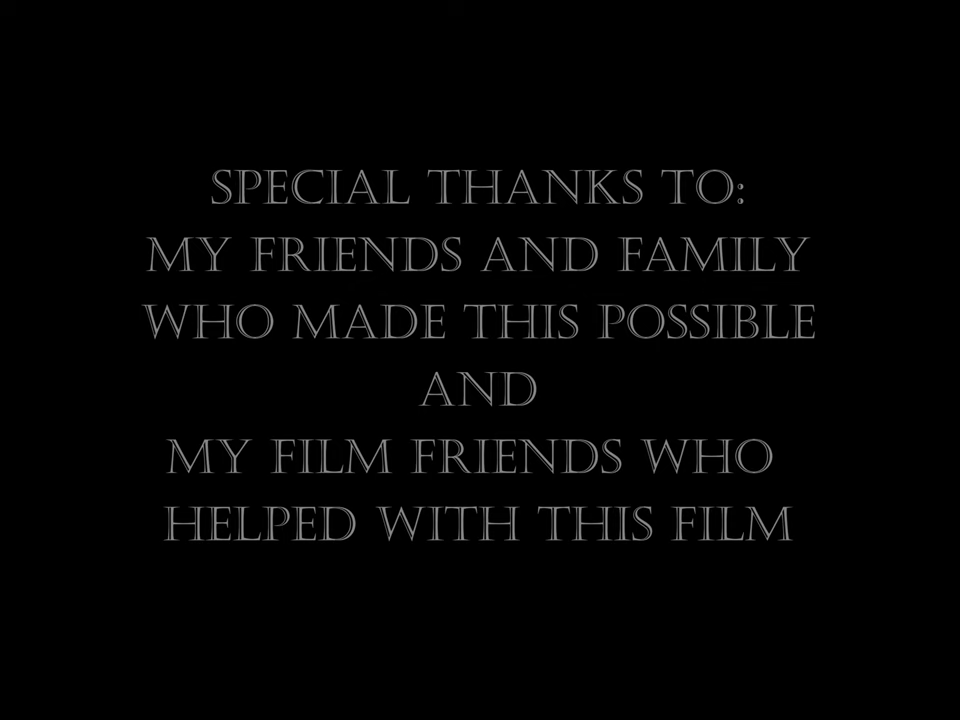 SPECIAL THANKS TO:
MY FRIENDS AND FAMILY
WHO MADE THIS POSSIBLE
AND
MY FILM FRIENDS WHO
HELPED WITH THIS FILM